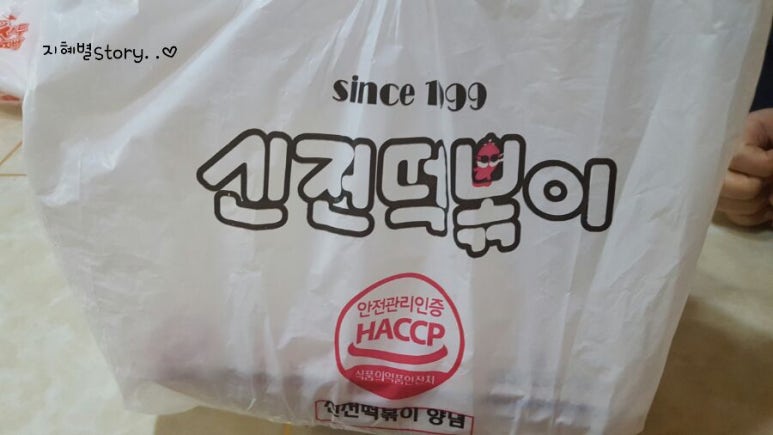 지혜별Story..♡
since 1999
신전떡볶이
안전관리인증
HACCP
식품의약품안전처
신전떡볶이 양념